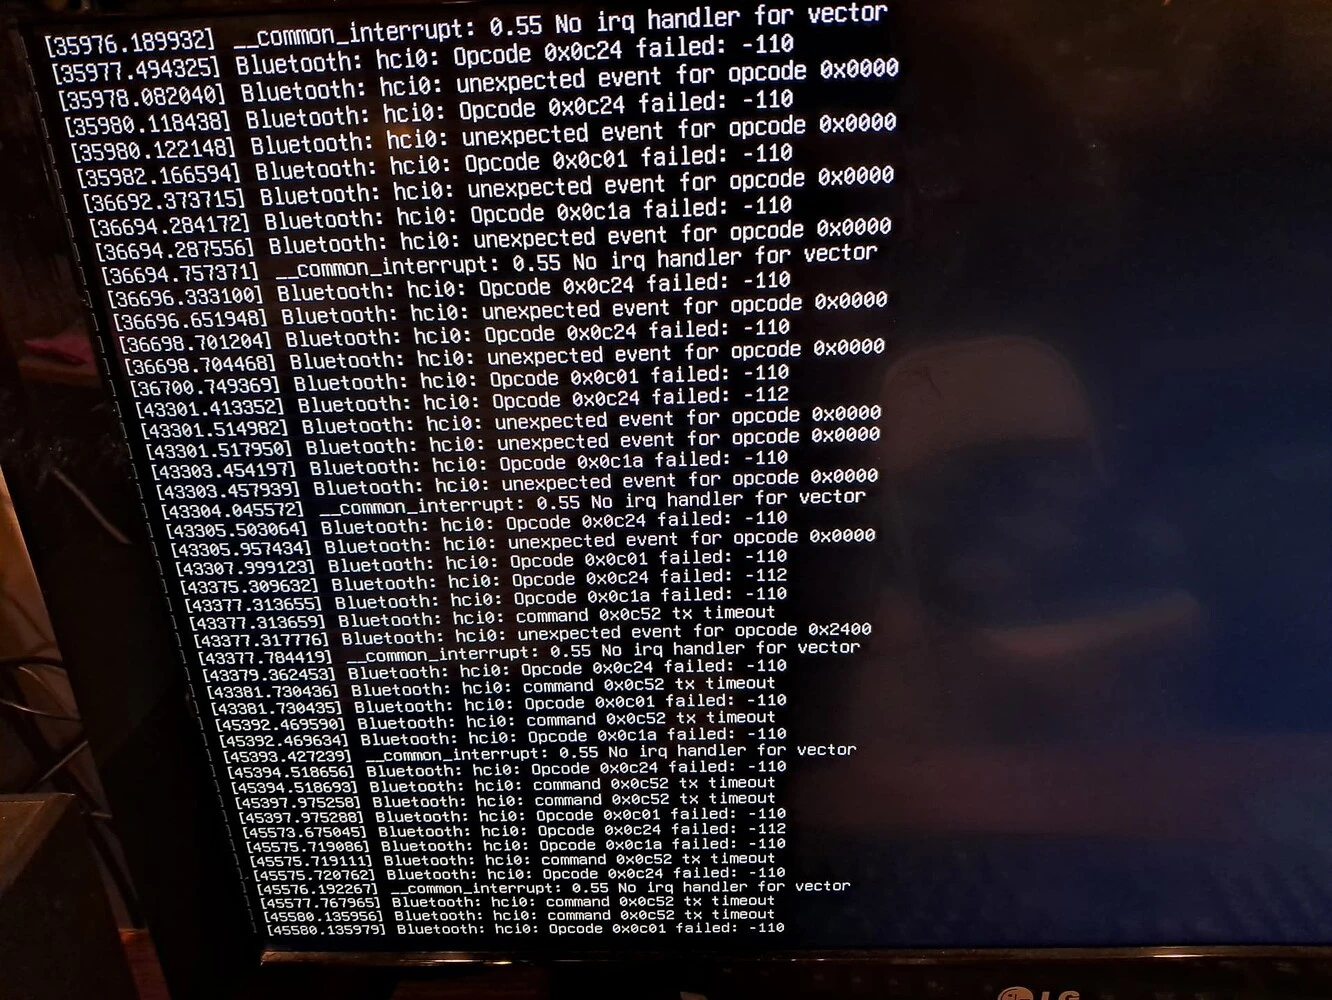 [35976.189932] __common_interrupt: 0.55 No irq handler for vector
[35977.494325] Bluetooth: hci0: Opcode 0x0c24 failed: -110
[35978.082040] Bluetooth: hci0: unexpected event for opcode 0x0000
[35980.118438] Bluetooth: hci0: Opcode 0x0c24 failed: -110
[35980.122148] Bluetooth: hci0: unexpected event for opcode 0x0000
[35982.166594] Bluetooth: hci0: Opcode 0x0c01 failed: -110
[36692.373715] Bluetooth: hci0: unexpected event for opcode 0x0000
[36694.284172] Bluetooth: hci0: Opcode 0x0c1a failed: -110
[36694.287556] Bluetooth: hci0: unexpected event for opcode 0x0000
[36694.757371] __common_interrupt: 0.55 No irq handler for vector
[36696.333100] Bluetooth: hci0: Opcode 0x0c24 failed: -110
[36696.651948] Bluetooth: hci0: unexpected event for opcode 0x0000
[36698.701204] Bluetooth: hci0: Opcode 0x0c24 failed: -110
[36698.704468] Bluetooth: hci0: unexpected event for opcode 0x0000
[36700.749369] Bluetooth: hci0: Opcode 0x0c01 failed: -110
[43301.413352] Bluetooth: hci0: Opcode 0x0c24 failed: -112
[43301.514982] Bluetooth: hci0: unexpected event for opcode 0x0000
[43301.517950] Bluetooth: hci0: unexpected event for opcode 0x0000
[43303.454197] Bluetooth: hci0: Opcode 0x0c1a failed: -110
[43303.457939] Bluetooth: hci0: unexpected event for opcode 0x0000
[43304.045572] __common_interrupt: 0.55 No irq handler for vector
[43305.503064] Bluetooth: hci0: Opcode 0x0c24 failed: -110
[43305.957434] Bluetooth: hci0: unexpected event for opcode 0x0000
[43307.999123] Bluetooth: hci0: Opcode 0x0c01 failed: -110
[43375.309632] Bluetooth: hci0: Opcode 0x0c24 failed: -112
[43377.313655] Bluetooth: hci0: Opcode 0x0c1a failed: -110
[43377.313659] Bluetooth: hci0: command 0x0c52 tx timeout
[43377.317776] Bluetooth: hci0: unexpected event for opcode 0x2400
[43377.784419] __common_interrupt: 0.55 No irq handler for vector
[43379.362453] Bluetooth: hci0: Opcode 0x0c24 failed: -110
[43381.730436] Bluetooth: hci0: command 0x0c52 tx timeout
[43381.730435] Bluetooth: hci0: Opcode 0x0c01 failed: -110
[45392.469590] Bluetooth: hci0: command 0x0c52 tx timeout
[45392.469634] Bluetooth: hci0: Opcode 0x0c1a failed: -110
[45393.427239] __common_interrupt: 0.55 No irq handler for vector
[45394.518656] Bluetooth: hci0: Opcode 0x0c24 failed: -110
[45394.518693] Bluetooth: hci0: command 0x0c52 tx timeout
[45397.975258] Bluetooth: hci0: command 0x0c52 tx timeout
[45397.975288] Bluetooth: hci0: Opcode 0x0c01 failed: -110
[45573.675045] Bluetooth: hci0: Opcode 0x0c24 failed: -112
[45575.719086] Bluetooth: hci0: Opcode 0x0c1a failed: -110
[45575.719111] Bluetooth: hci0: command 0x0c52 tx timeout
[45575.720762] Bluetooth: hci0: Opcode 0x0c24 failed: -110
[45576.192267] __common_interrupt: 0.55 No irq handler for vector
[45577.767965] Bluetooth: hci0: command 0x0c52 tx timeout
[45580.135956] Bluetooth: hci0: command 0x0c52 tx timeout
[45580.135979] Bluetooth: hci0: Opcode 0x0c01 failed: -110
LG